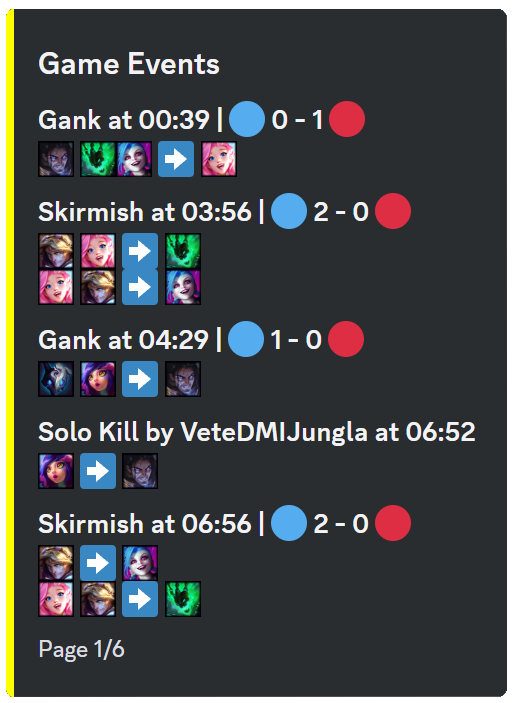 Game Events
Gank at 00:39 | 0 - 1
Skirmish at 03:56 | 2 - 0
Gank at 04:29 | 1 - 0
Solo Kill by VeteDMIJungla at 06:52
Skirmish at 06:56 | 2 - 0
Page 1/6